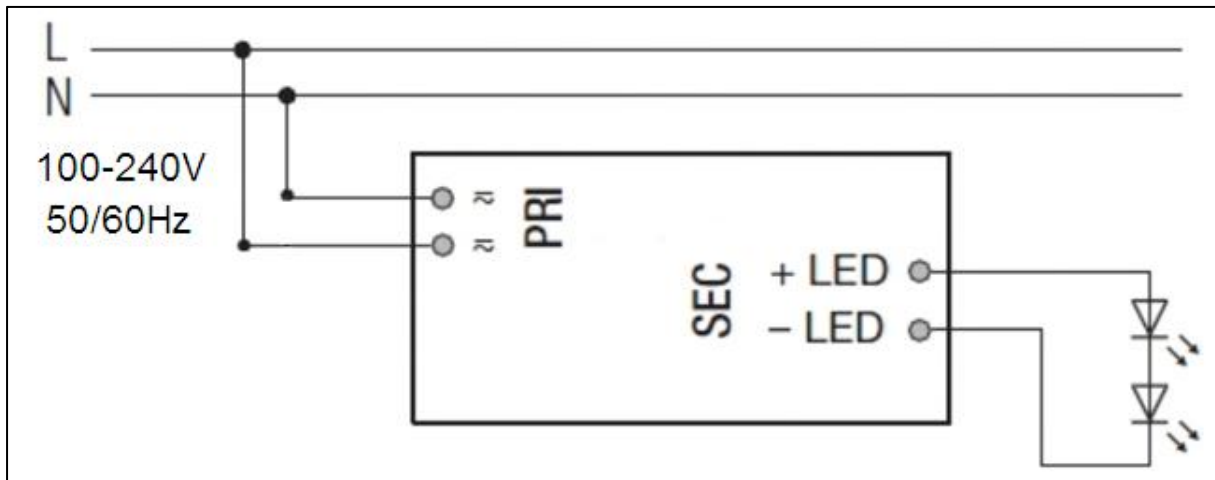 L
N
100-240V
50/60Hz
≂
≂
PRI
SEC
+ LED
− LED